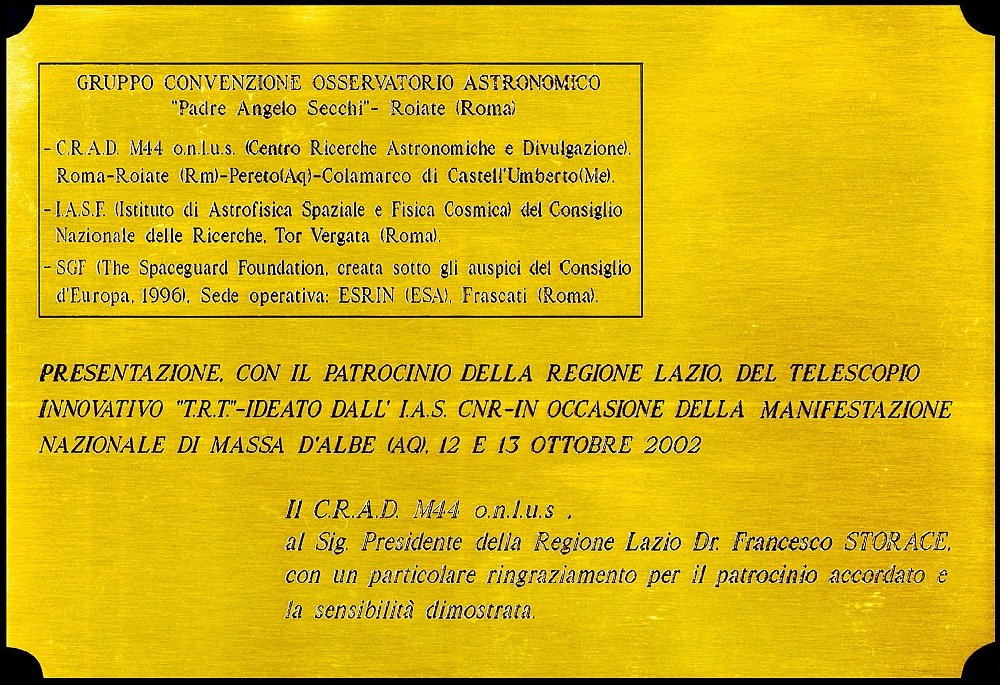 GRUPPO CONVENZIONE OSSERVATORIO ASTRONOMICO
"Padre Angelo Secchi"- Roiate (Roma)
- C.R.A.D. M44 o.n.l.u.s. (Centro Ricerche Astronomiche e Divulgazione).
Roma-Roiate (Rm)-Pereto(Aq)-Colamarco di Castell'Umberto(Me).
- I.A.S.F. (Istituto di Astrofisica Spaziale e Fisica Cosmica) del Consiglio
Nazionale delle Ricerche, Tor Vergata (Roma).
- SGF (The Spaceguard Foundation, creata sotto gli auspici del Consiglio
d'Europa, 1996), Sede operativa: ESRIN (ESA), Frascati (Roma).
PRESENTAZIONE, CON IL PATROCINIO DELLA REGIONE LAZIO, DEL TELESCOPIO
INNOVATIVO "T.R.T."-IDEATO DALL' I.A.S. CNR-IN OCCASIONE DELLA MANIFESTAZIONE
NAZIONALE DI MASSA D'ALBE (AQ), 12 E 13 OTTOBRE 2002
Il C.R.A.D. M44 o.n.l.u.s ,
al Sig. Presidente della Regione Lazio Dr. Francesco STORACE,
con un particolare ringraziamento per il patrocinio accordato e
la sensibilità dimostrata.